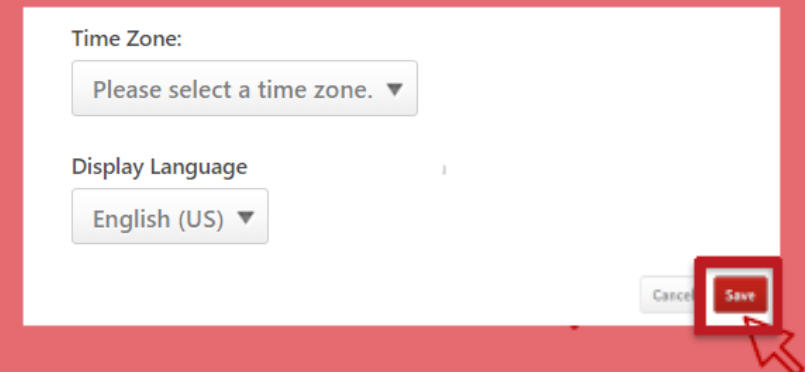 Time Zone:
Please select a time zone.
Display Language
English (US)
Cancel Save